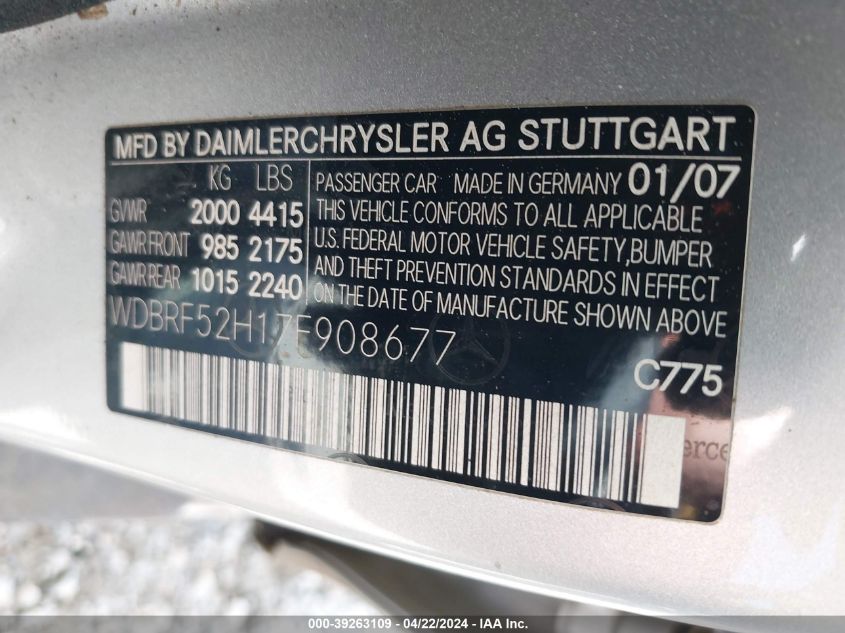 MFD BY DAIMLERCHRYSLER AG STUTTGART
KG LBS
GVWR 2000 4415
GAWR FRONT 985 2175
GAWR REAR 1015 2240
PASSENGER CAR MADE IN GERMANY 01/07
THIS VEHICLE CONFORMS TO ALL APPLICABLE
U.S. FEDERAL MOTOR VEHICLE SAFETY, BUMPER
AND THEFT PREVENTION STANDARDS IN EFFECT
ON THE DATE OF MANUFACTURE SHOWN ABOVE
WDBRF52H17E908677
C775
000-39263109 - 04/22/2024 - IAA, Inc.